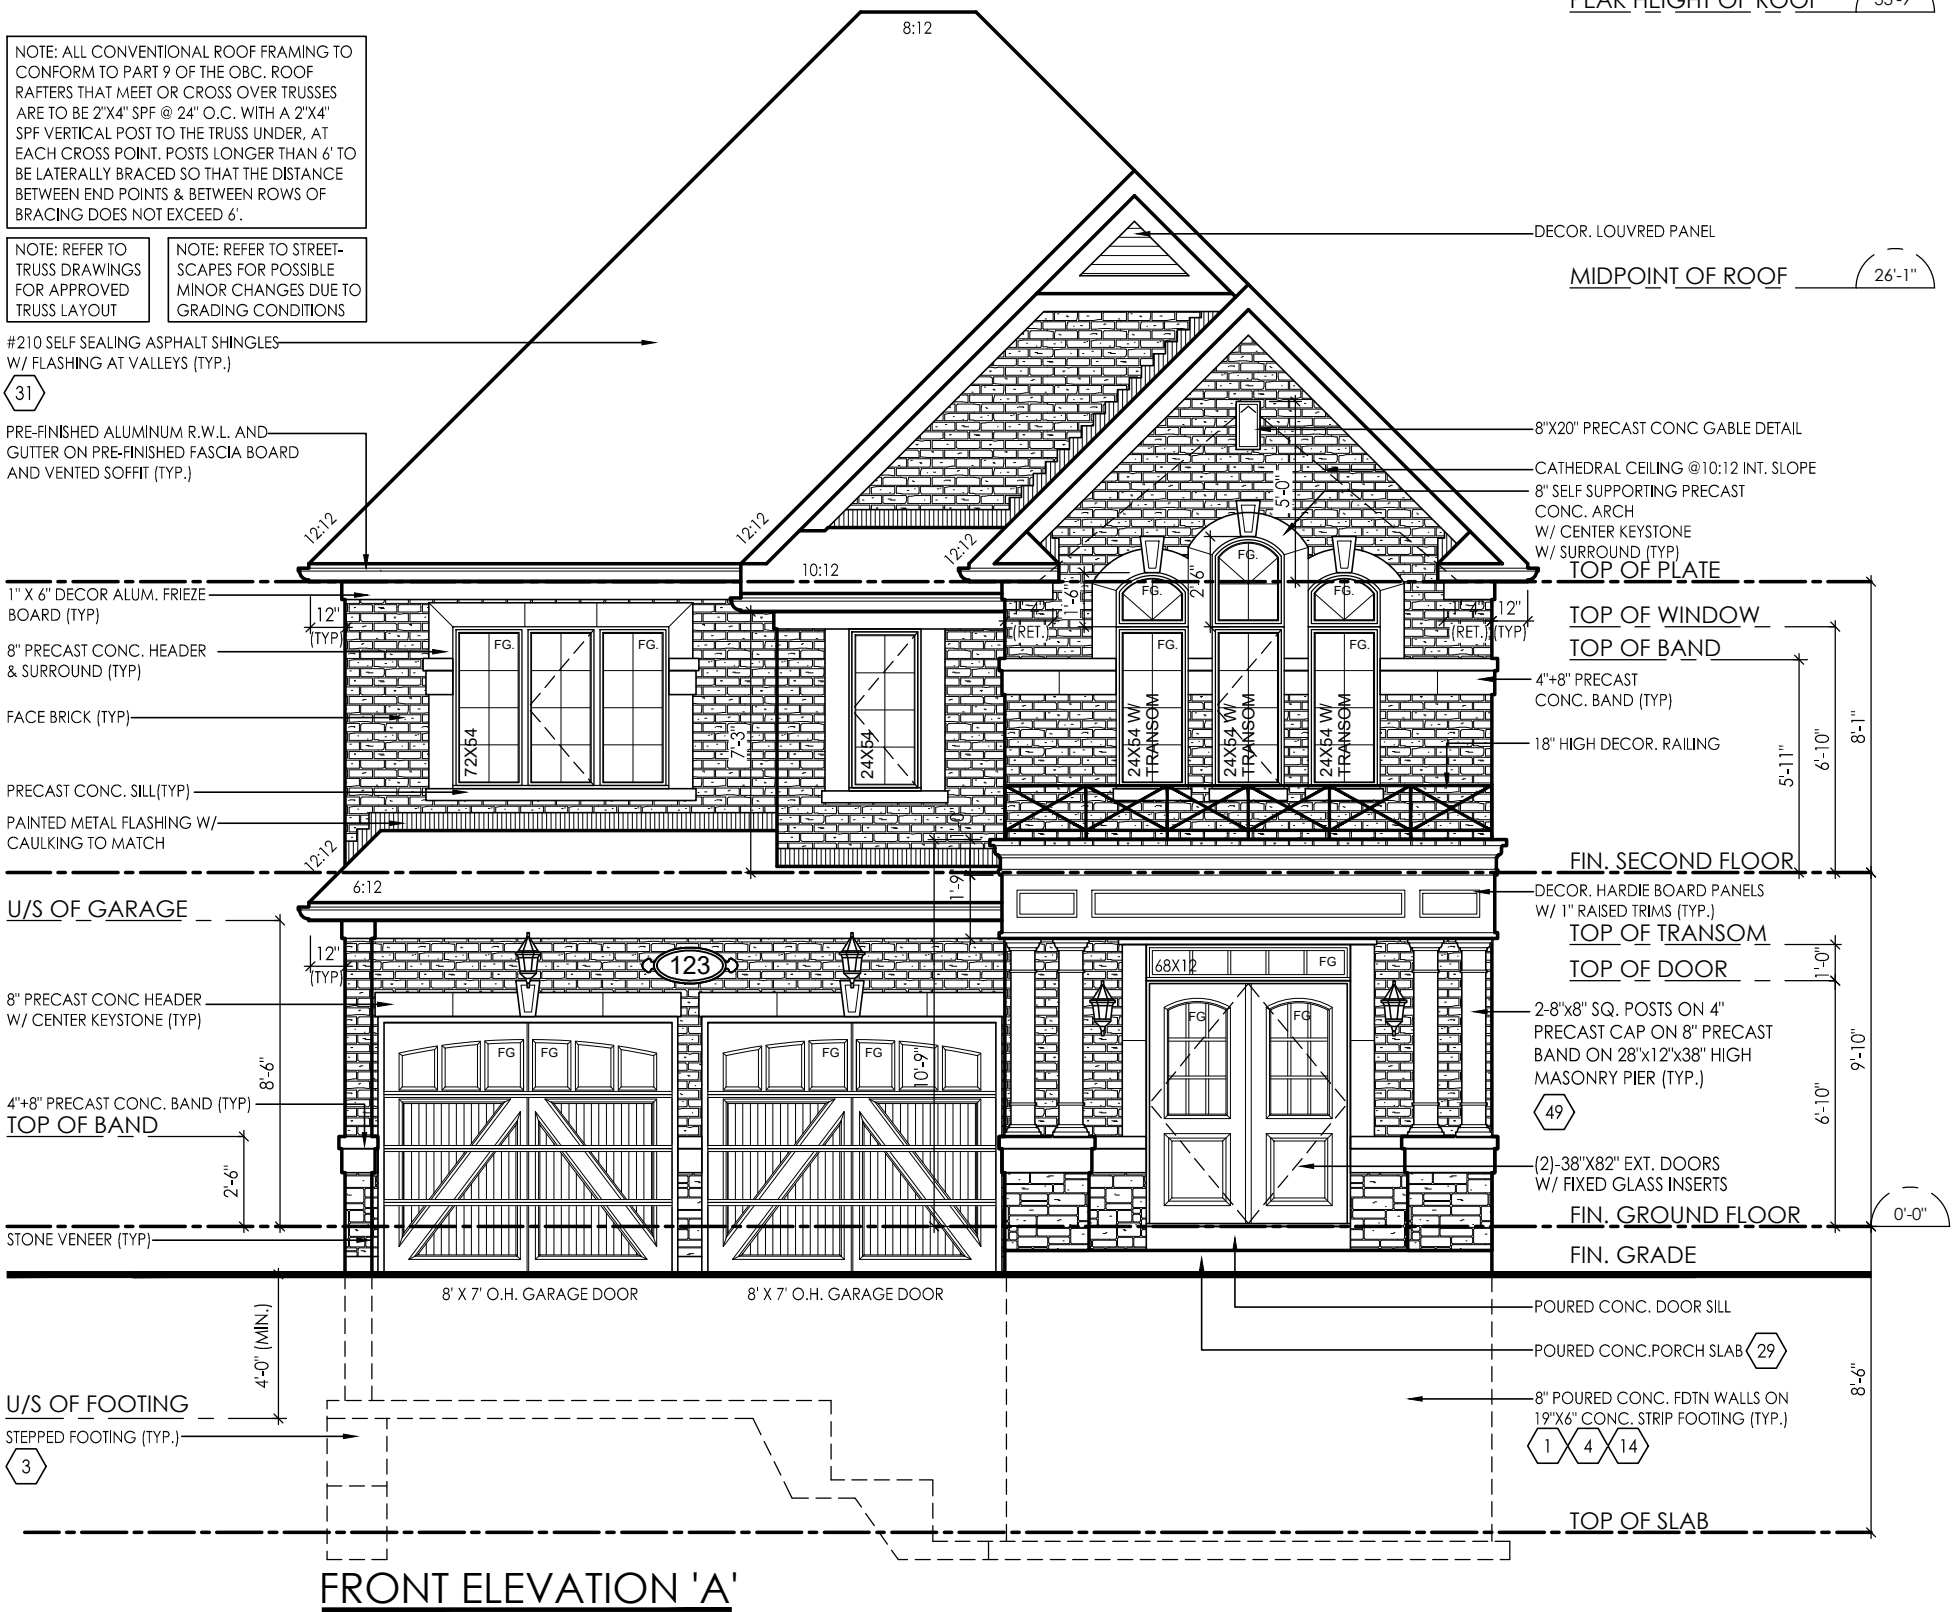 PEAK HEIGHT OF ROOF
8:12
NOTE: ALL CONVENTIONAL ROOF FRAMING TO
CONFORM TO PART 9 OF THE OBC. ROOF
RAFTERS THAT MEET OR CROSS OVER TRUSSES
ARE TO BE 2"X4" SPF @ 24" O.C. WITH A 2"X4"
SPF VERTICAL POST TO THE TRUSS UNDER, AT
EACH CROSS POINT. POSTS LONGER THAN 6' TO
BE LATERALLY BRACED SO THAT THE DISTANCE
BETWEEN END POINTS & BETWEEN ROWS OF
BRACING DOES NOT EXCEED 6'.
NOTE: REFER TO
TRUSS DRAWINGS
FOR APPROVED
TRUSS LAYOUT
NOTE: REFER TO STREET-
SCAPES FOR POSSIBLE
MINOR CHANGES DUE TO
GRADING CONDITIONS
#210 SELF SEALING ASPHALT SHINGLES
W/ FLASHING AT VALLEYS (TYP.)
31
PRE-FINISHED ALUMINUM R.W.L. AND
GUTTER ON PRE-FINISHED FASCIA BOARD
AND VENTED SOFFIT (TYP.)
1" X 6" DECOR ALUM. FRIEZE
BOARD (TYP)
8" PRECAST CONC. HEADER
& SURROUND (TYP)
FACE BRICK (TYP)
PRECAST CONC. SILL(TYP)
PAINTED METAL FLASHING W/
CAULKING TO MATCH
U/S OF GARAGE
8" PRECAST CONC HEADER
W/ CENTER KEYSTONE (TYP)
8'-6"
4"+8" PRECAST CONC. BAND (TYP)
TOP OF BAND
2'-6"
STONE VENEER (TYP)
4'-0" (MIN.)
U/S OF FOOTING
STEPPED FOOTING (TYP.)
3
12:12
12:12
12:12
10:12
12"
(TYP)
FG.
FG.
72X54
7'-3"
24X54
12:12
6:12
1'-0"
1'-9"
12"
(TYP)
123
FG
FG
FG
FG
10'-9"
8' X 7' O.H. GARAGE DOOR
8' X 7' O.H. GARAGE DOOR
5'-0"
FG.
FG.
FG.
1'-6"
2'-6"
4"
(RET.)
4"
(RET.)
12"
(TYP)
FG.
FG.
24X54 W/
TRANSOM
24X54 W/
TRANSOM
24X54 W/
TRANSOM
68X12
FG
FG
FG
DECOR. LOUVRED PANEL
MIDPOINT OF ROOF
26'-1"
8"X20" PRECAST CONC GABLE DETAIL
CATHEDRAL CEILING @10:12 INT. SLOPE
8" SELF SUPPORTING PRECAST
CONC. ARCH
W/ CENTER KEYSTONE
W/ SURROUND (TYP)
TOP OF PLATE
TOP OF WINDOW
TOP OF BAND
4"+8" PRECAST
CONC. BAND (TYP)
18" HIGH DECOR. RAILING
5'-11"
6'-10"
8'-1"
FIN. SECOND FLOOR
DECOR. HARDIE BOARD PANELS
W/ 1" RAISED TRIMS (TYP.)
TOP OF TRANSOM
TOP OF DOOR
1'-0"
2-8"x8" SQ. POSTS ON 4"
PRECAST CAP ON 8" PRECAST
BAND ON 28"x12"x38" HIGH
MASONRY PIER (TYP.)
49
6'-10"
9'-10"
(2)-38"X82" EXT. DOORS
W/ FIXED GLASS INSERTS
FIN. GROUND FLOOR
0'-0"
FIN. GRADE
POURED CONC. DOOR SILL
POURED CONC.PORCH SLAB
29
8" POURED CONC. FDTN WALLS ON
19"X6" CONC. STRIP FOOTING (TYP.)
1
4
14
8'-6"
TOP OF SLAB
FRONT ELEVATION 'A'